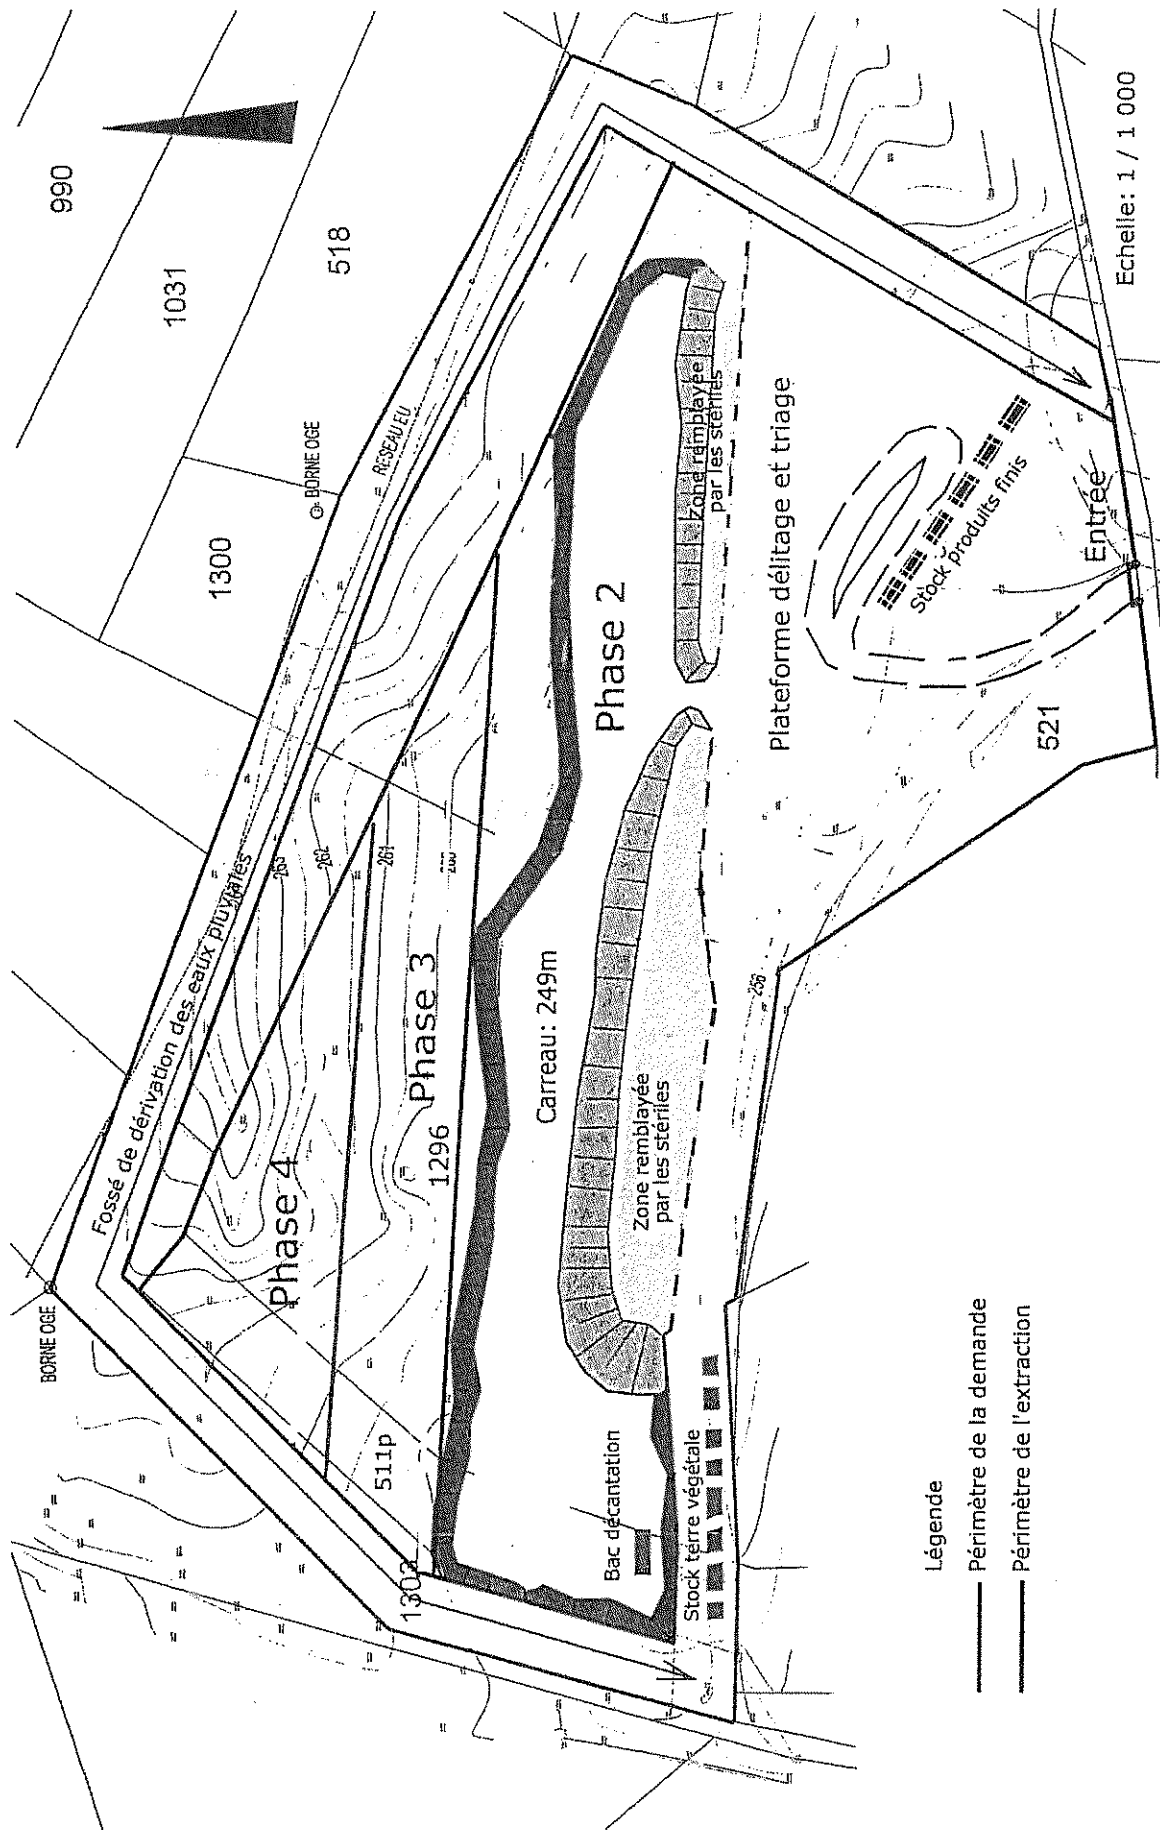 990
1031
518
1300
BORNE OGE
RESEAU EU
BORNE OGE
Fossé de dérivation des eaux pluviales
263
262
261
Phase 4
Phase 3
1296
511p
1303
Phase 2
Carreau: 249m
Zone remblayée
par les stériles
Zone remblayée
par les stériles
Plateforme délitage et triage
Stock produits finis
Entrée
521
256
Bac décantation
Stock terre végétale
Echelle: 1 / 1 000
Légende
Périmètre de la demande
Périmètre de l'extraction